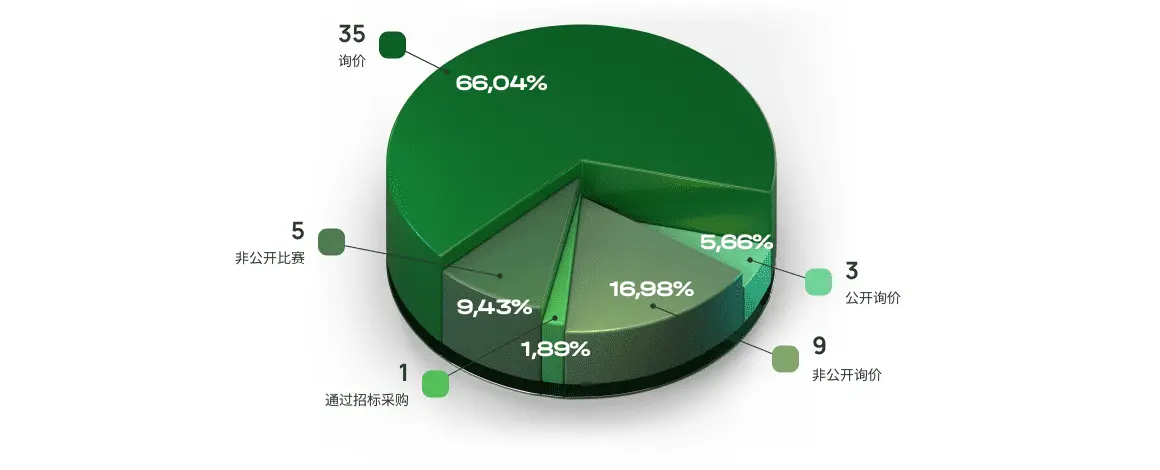 35
询价
66,04%
5
非公开比赛
5,66%
3
公开询价
16,98%
9,43%
9
非公开询价
1,89%
1
通过招标采购